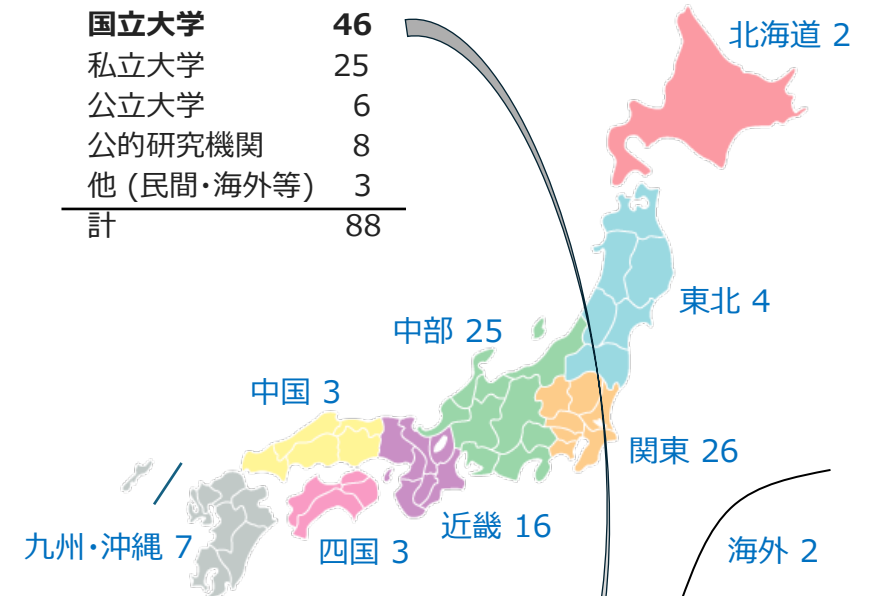 国立大学 46
私立大学 25
公立大学 6
公的研究機関 8
他 (民間・海外等) 3
計 88
北海道 2
東北 4
中部 25
中国 3
関東 26
近畿 16
九州・沖縄 7
四国 3
海外 2